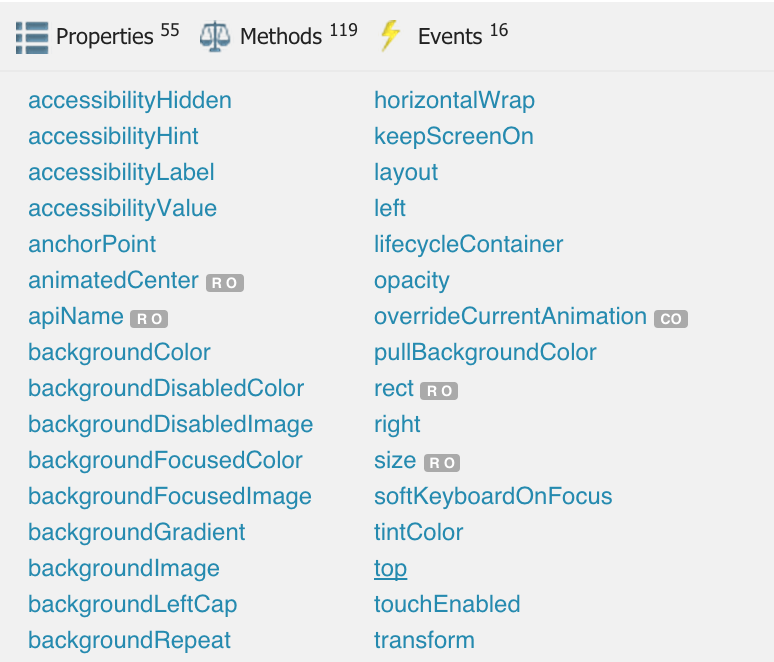 Properties 55 Methods 119 Events 16
accessibilityHidden
accessibilityHint
accessibilityLabel
accessibilityValue
anchorPoint
animatedCenter RO
apiName RO
backgroundColor
backgroundDisabledColor
backgroundDisabledImage
backgroundFocusedColor
backgroundFocusedImage
backgroundGradient
backgroundImage
backgroundLeftCap
backgroundRepeat
horizontalWrap
keepScreenOn
layout
left
lifecycleContainer
opacity
overrideCurrentAnimation CO
pullBackgroundColor
rect RO
right
size RO
softKeyboardOnFocus
tintColor
top
touchEnabled
transform